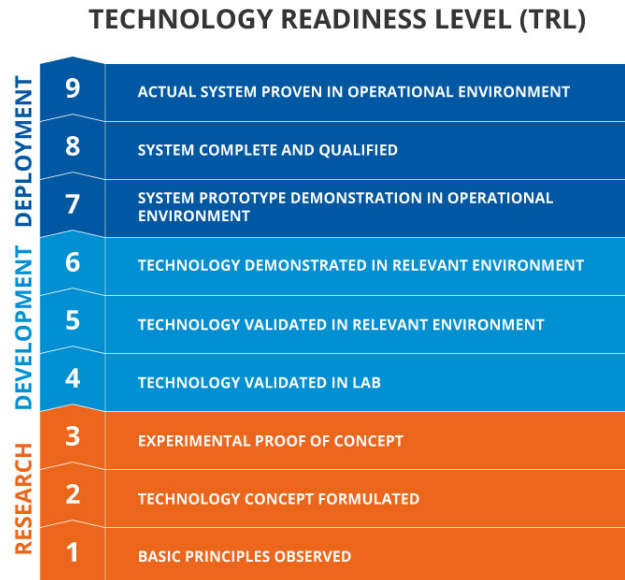 TECHNOLOGY READINESS LEVEL (TRL)
DEPLOYMENT
9 ACTUAL SYSTEM PROVEN IN OPERATIONAL ENVIRONMENT
8 SYSTEM COMPLETE AND QUALIFIED
7 SYSTEM PROTOTYPE DEMONSTRATION IN OPERATIONAL
ENVIRONMENT
DEVELOPMENT
6 TECHNOLOGY DEMONSTRATED IN RELEVANT ENVIRONMENT
5 TECHNOLOGY VALIDATED IN RELEVANT ENVIRONMENT
4 TECHNOLOGY VALIDATED IN LAB
RESEARCH
3 EXPERIMENTAL PROOF OF CONCEPT
2 TECHNOLOGY CONCEPT FORMULATED
1 BASIC PRINCIPLES OBSERVED